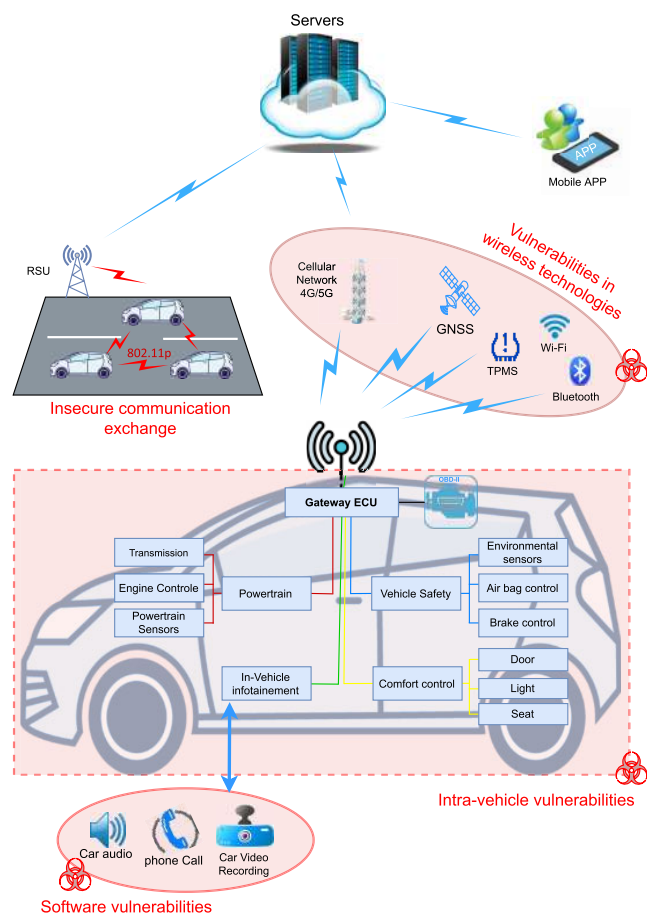 Servers
APP
Mobile APP
RSU
802.11p
Insecure communication
exchange
Vulnerabilities in
wireless technologies
Cellular
Network
4G/5G
GNSS
TPMS
Wi-Fi
Bluetooth
Gateway ECU
OBD-II
Transmission
Engine Controle
Powertrain
Sensors
Powertrain
Vehicle Safety
Environmental
sensors
Air bag control
Brake control
In-Vehicle
infotainement
Comfort control
Door
Light
Seat
Intra-vehicle vulnerabilities
Car audio
phone Call
Car Video
Recording
Software vulnerabilities